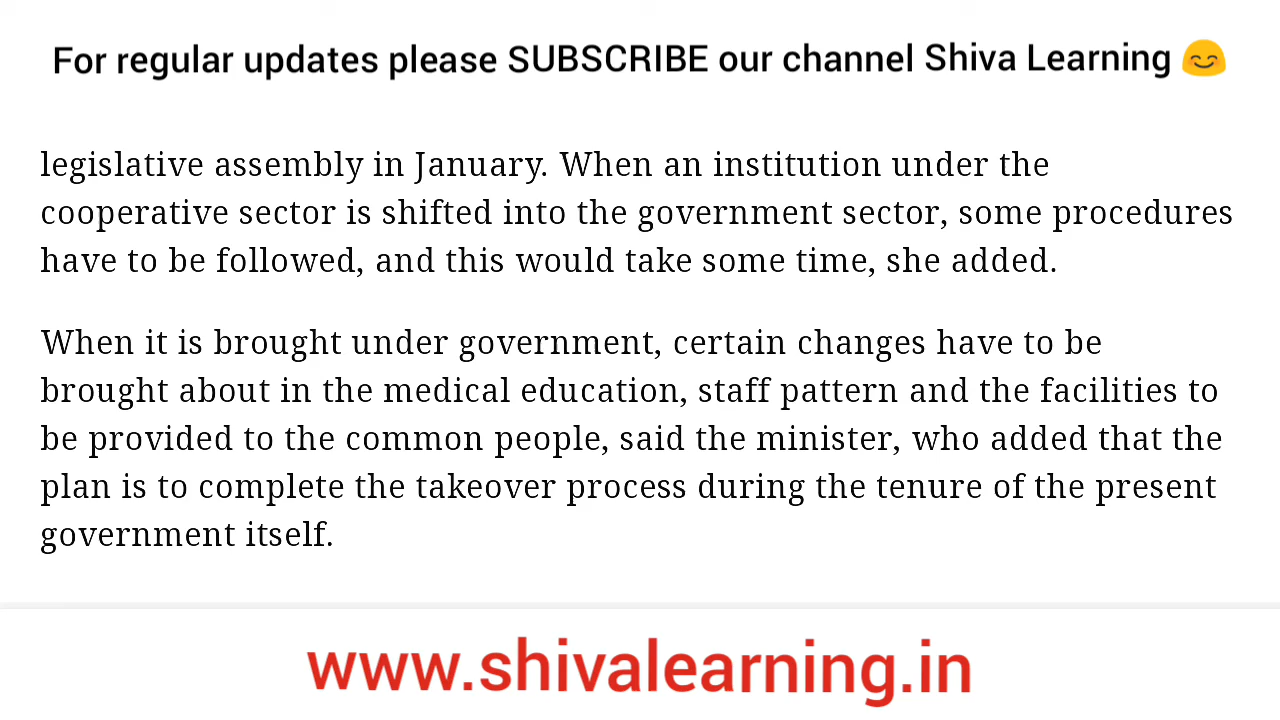 For regular updates please SUBSCRIBE our channel Shiva Learning 😊
legislative assembly in January. When an institution under the
cooperative sector is shifted into the government sector, some procedures
have to be followed, and this would take some time, she added.
When it is brought under government, certain changes have to be
brought about in the medical education, staff pattern and the facilities to
be provided to the common people, said the minister, who added that the
plan is to complete the takeover process during the tenure of the present
government itself.
www.shivalearning.in